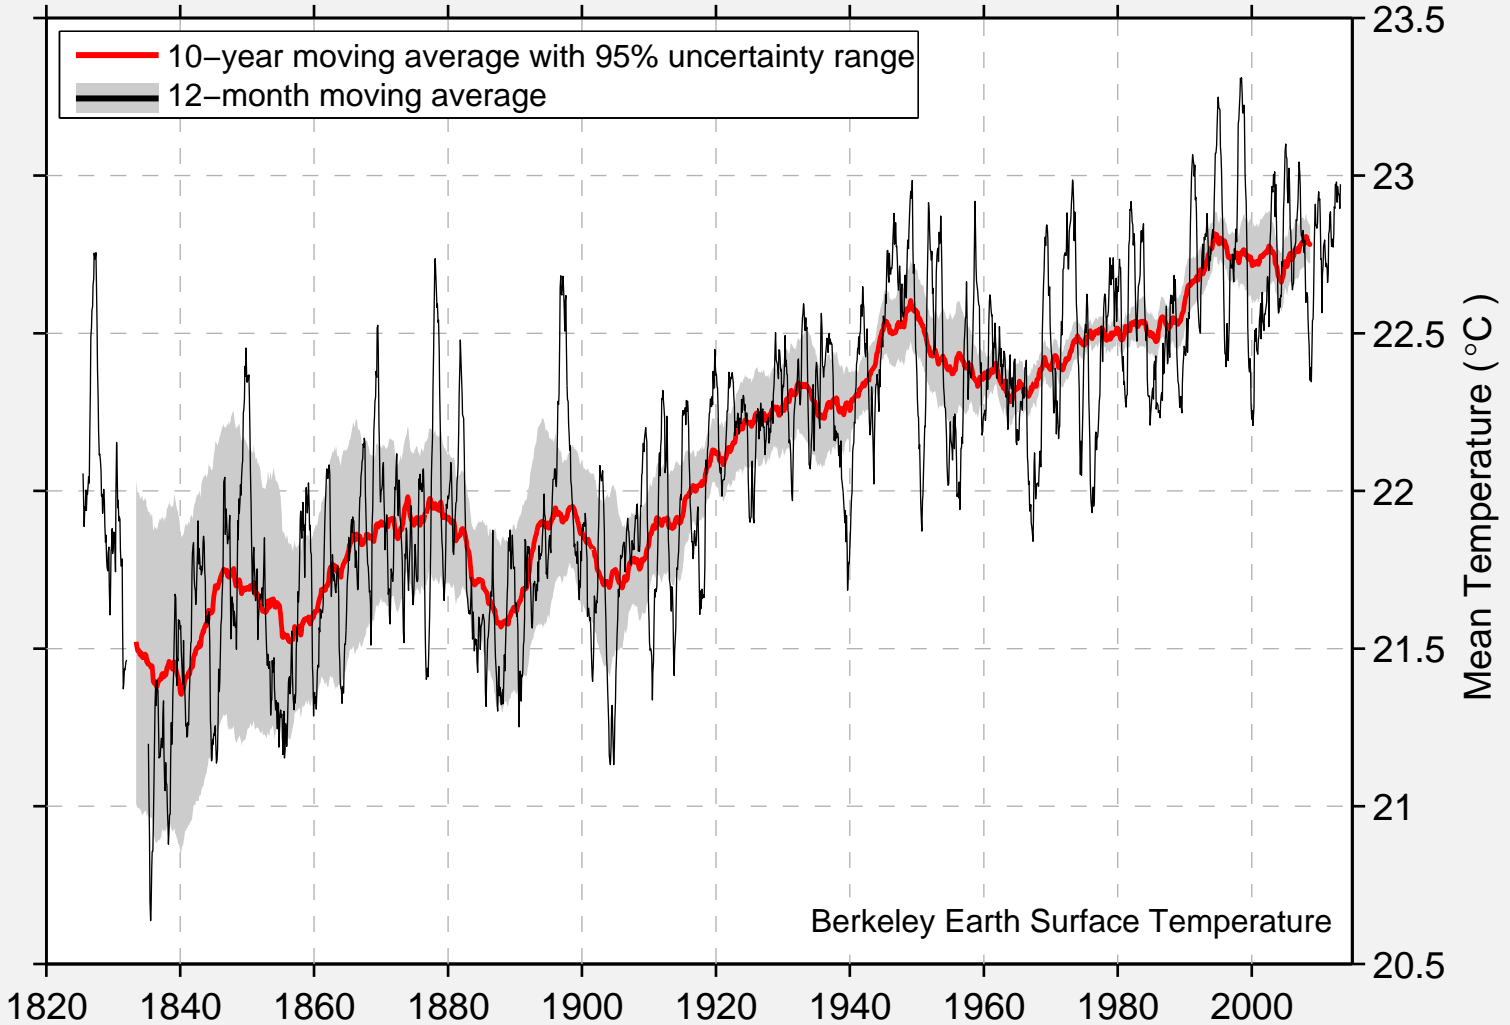 10−year moving average with 95% uncertainty range
12−month moving average
23.5
23
22.5
22
21.5
21
20.5
Mean Temperature (°C )
Berkeley Earth Surface Temperature
1820 1840 1860 1880 1900 1920 1940 1960 1980 2000